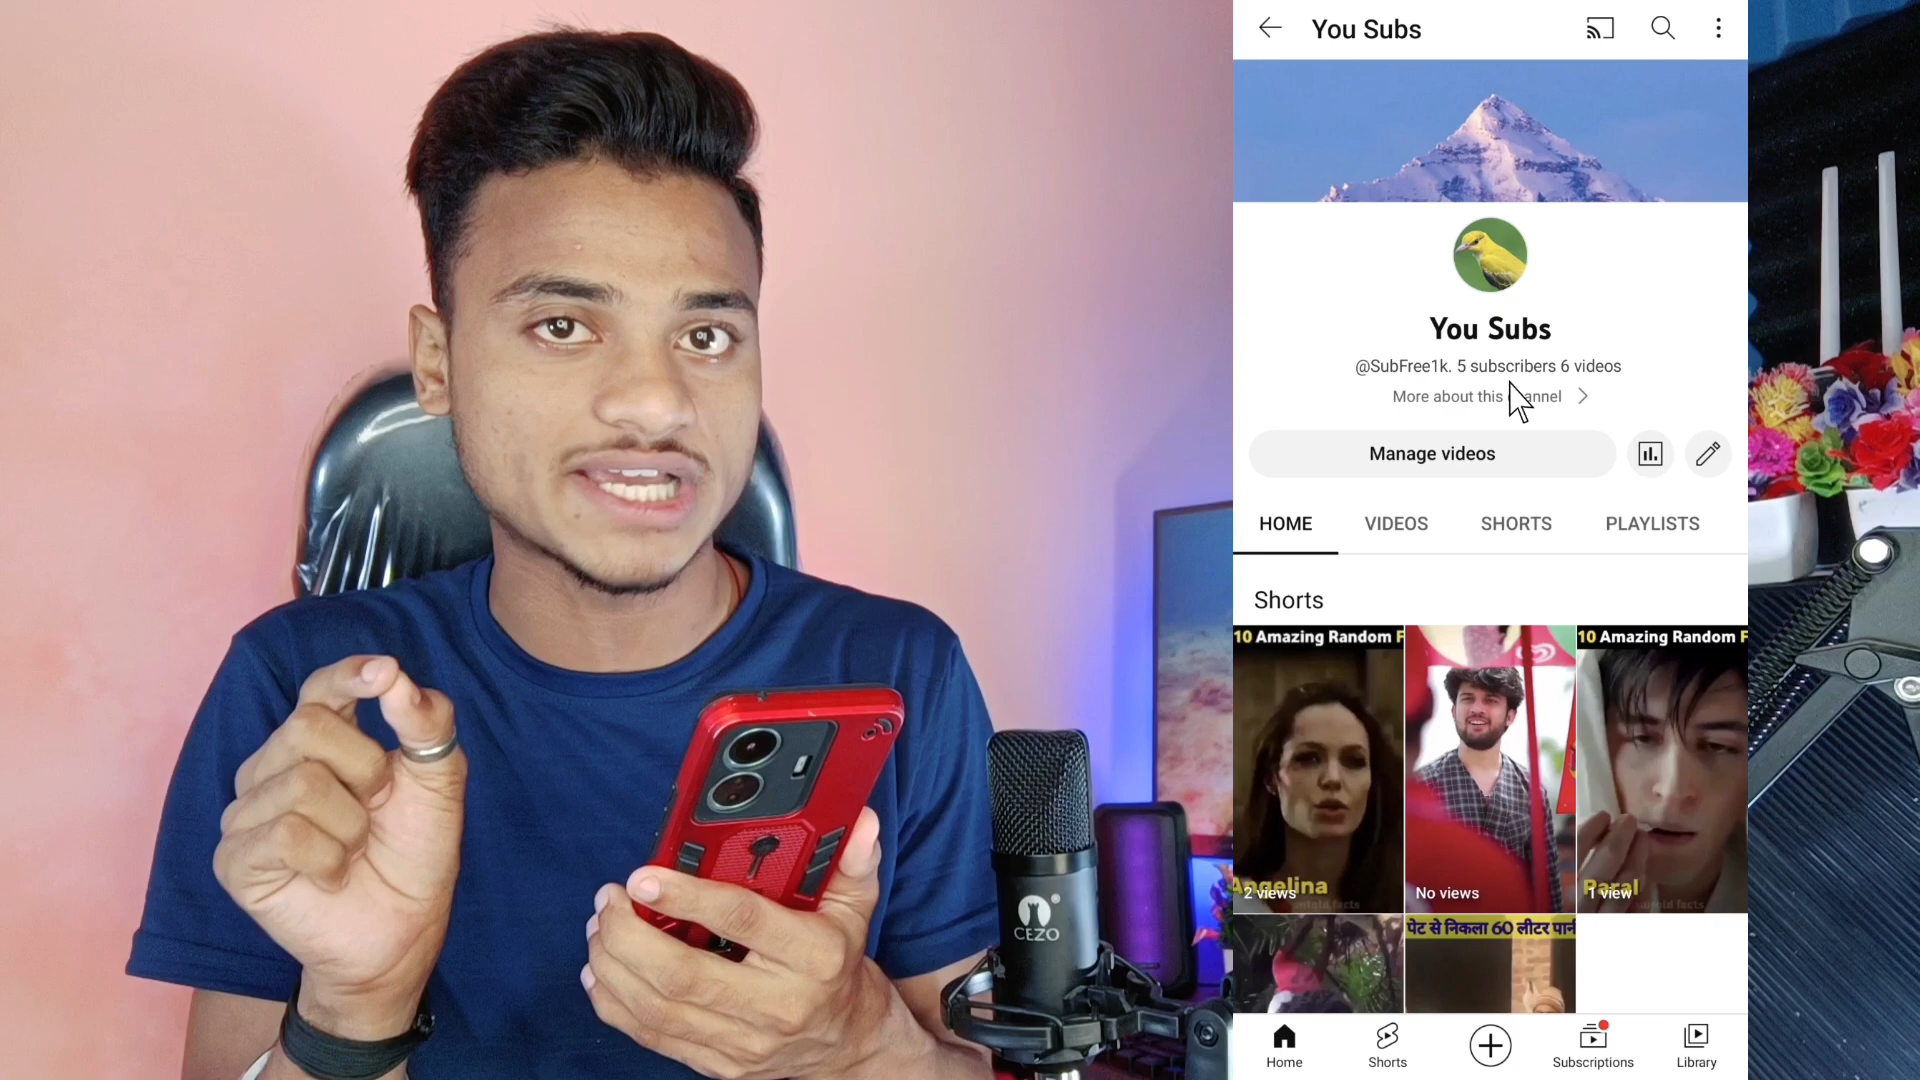 You Subs
You Subs
@SubFree1k. 5 subscribers 6 videos
More about this
Manage videos
HOME VIDEOS SHORTS PLAYLISTS
Shorts
10 Amazing Random F
10 Amazing Random F
Angelina
2 views
No views
1 view
पेट से निकला 60 लीटर पानी
CEZO
Home Shorts Subscriptions Library